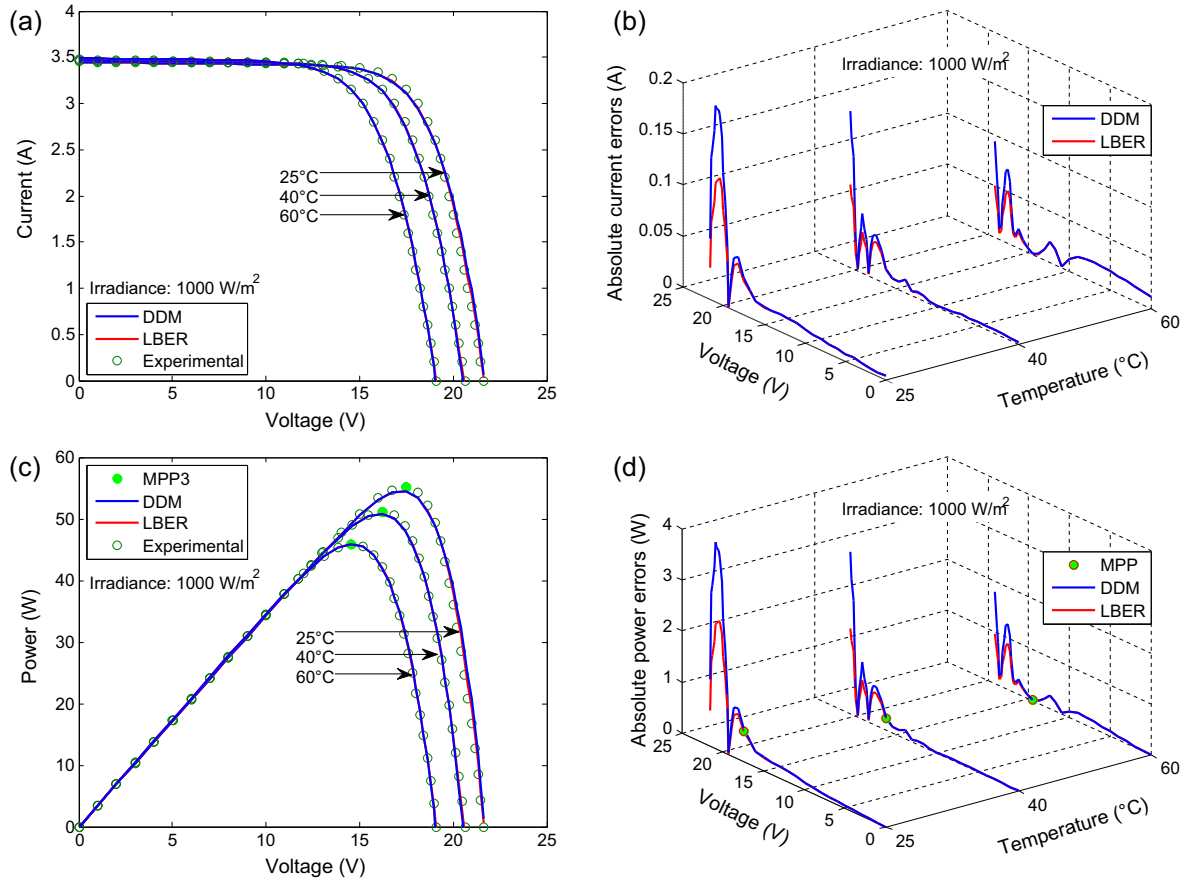 (a)
4
3.5
3
2.5
2
1.5
1
0.5
0
Current (A)
25°C
40°C
60°C
Irradiance: 1000 W/m²
DDM
LBER
Experimental
0 5 10 15 20 25
Voltage (V)
(b)
0.2
0.15
0.1
0.05
0
Absolute current errors (A)
Irradiance: 1000 W/m²
DDM
LBER
25
20
15
10
5
0
Voltage (V)
25
40
60
Temperature (°C)
(c)
60
50
40
30
20
10
0
Power (W)
MPP3
DDM
LBER
Experimental
Irradiance: 1000 W/m²
25°C
40°C
60°C
0 5 10 15 20 25
Voltage (V)
(d)
4
3
2
1
0
Absolute power errors (W)
Irradiance: 1000 W/m²
MPP
DDM
LBER
25
20
15
10
5
0
Voltage (V)
25
40
60
Temperature (°C)